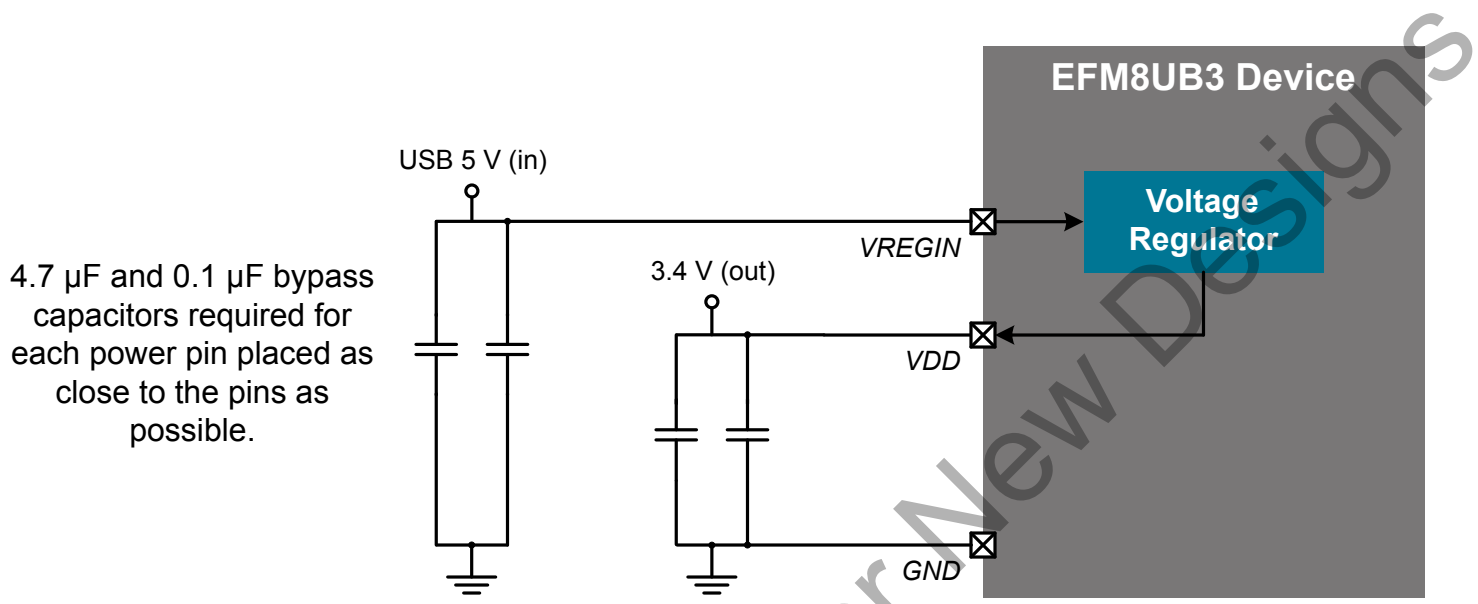 EFM8UB3 Device
USB 5 V (in)
Voltage
Regulator
VREGIN
4.7 µF and 0.1 µF bypass
capacitors required for
each power pin placed as
close to the pins as
possible.
3.4 V (out)
VDD
GND
r New Designs